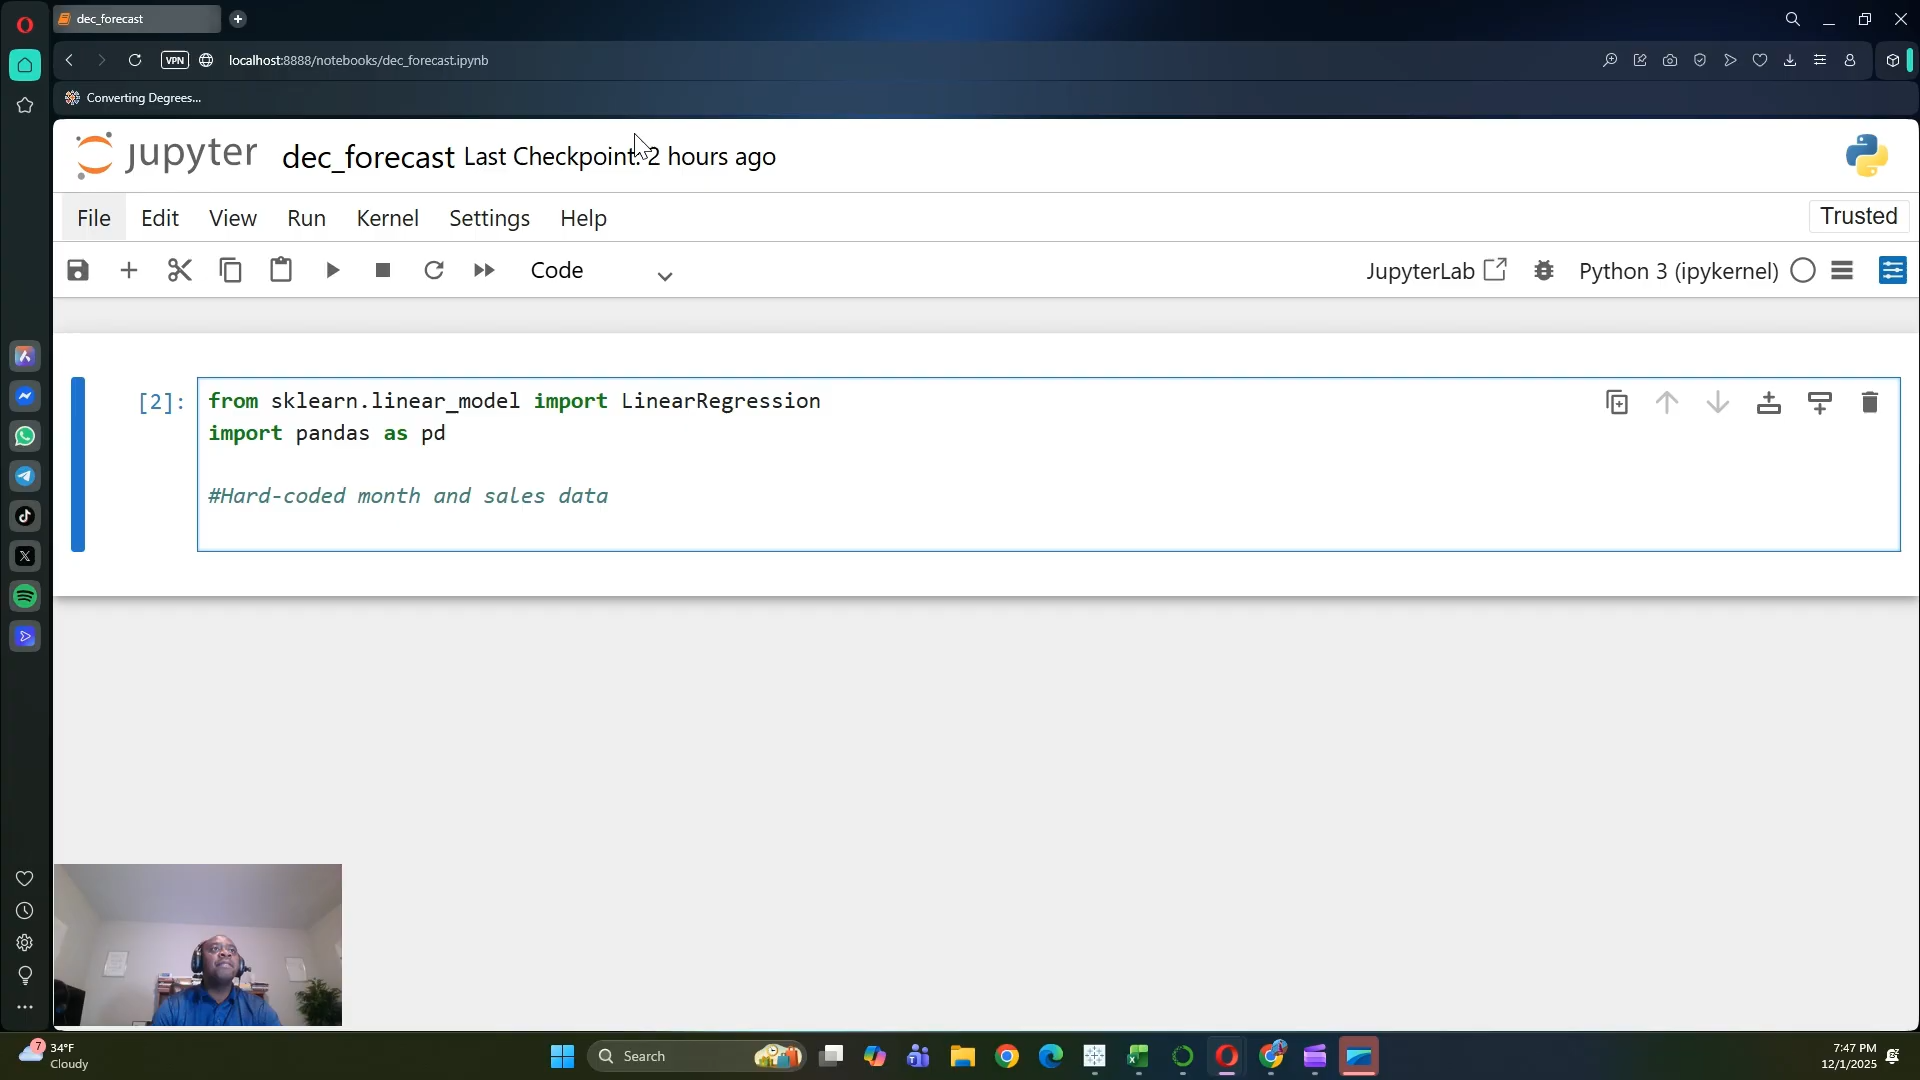 dec_forecast
VPN
localhost:8888/notebooks/dec_forecast.ipynb
Converting Degrees...
jupyter
dec_forecast Last Checkpoint: 2 hours ago
File Edit View Run Kernel Settings Help
Trusted
Code
JupyterLab
Python 3 (ipykernel)
[2]:
from sklearn.linear_model import LinearRegression
import pandas as pd
#Hard-coded month and sales data
7
34°F
Cloudy
Search
7:47 PM
12/1/2025